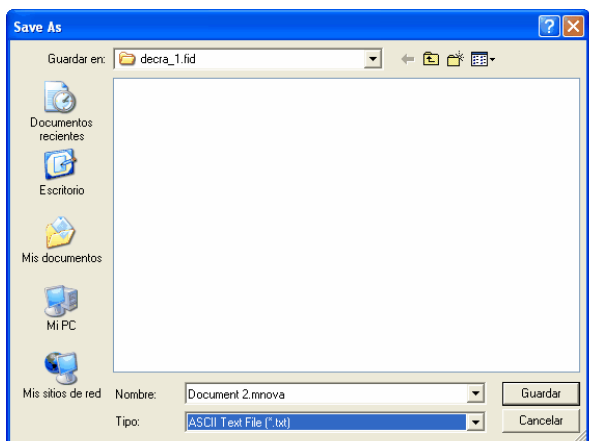 Save As
Guardar en:
decra_1.fid
Documentos
recientes
Escritorio
Mis documentos
Mi PC
Mis sitios de red
Nombre:
Document 2.mnova
Guardar
Tipo:
ASCII Text File (*.txt)
Cancelar